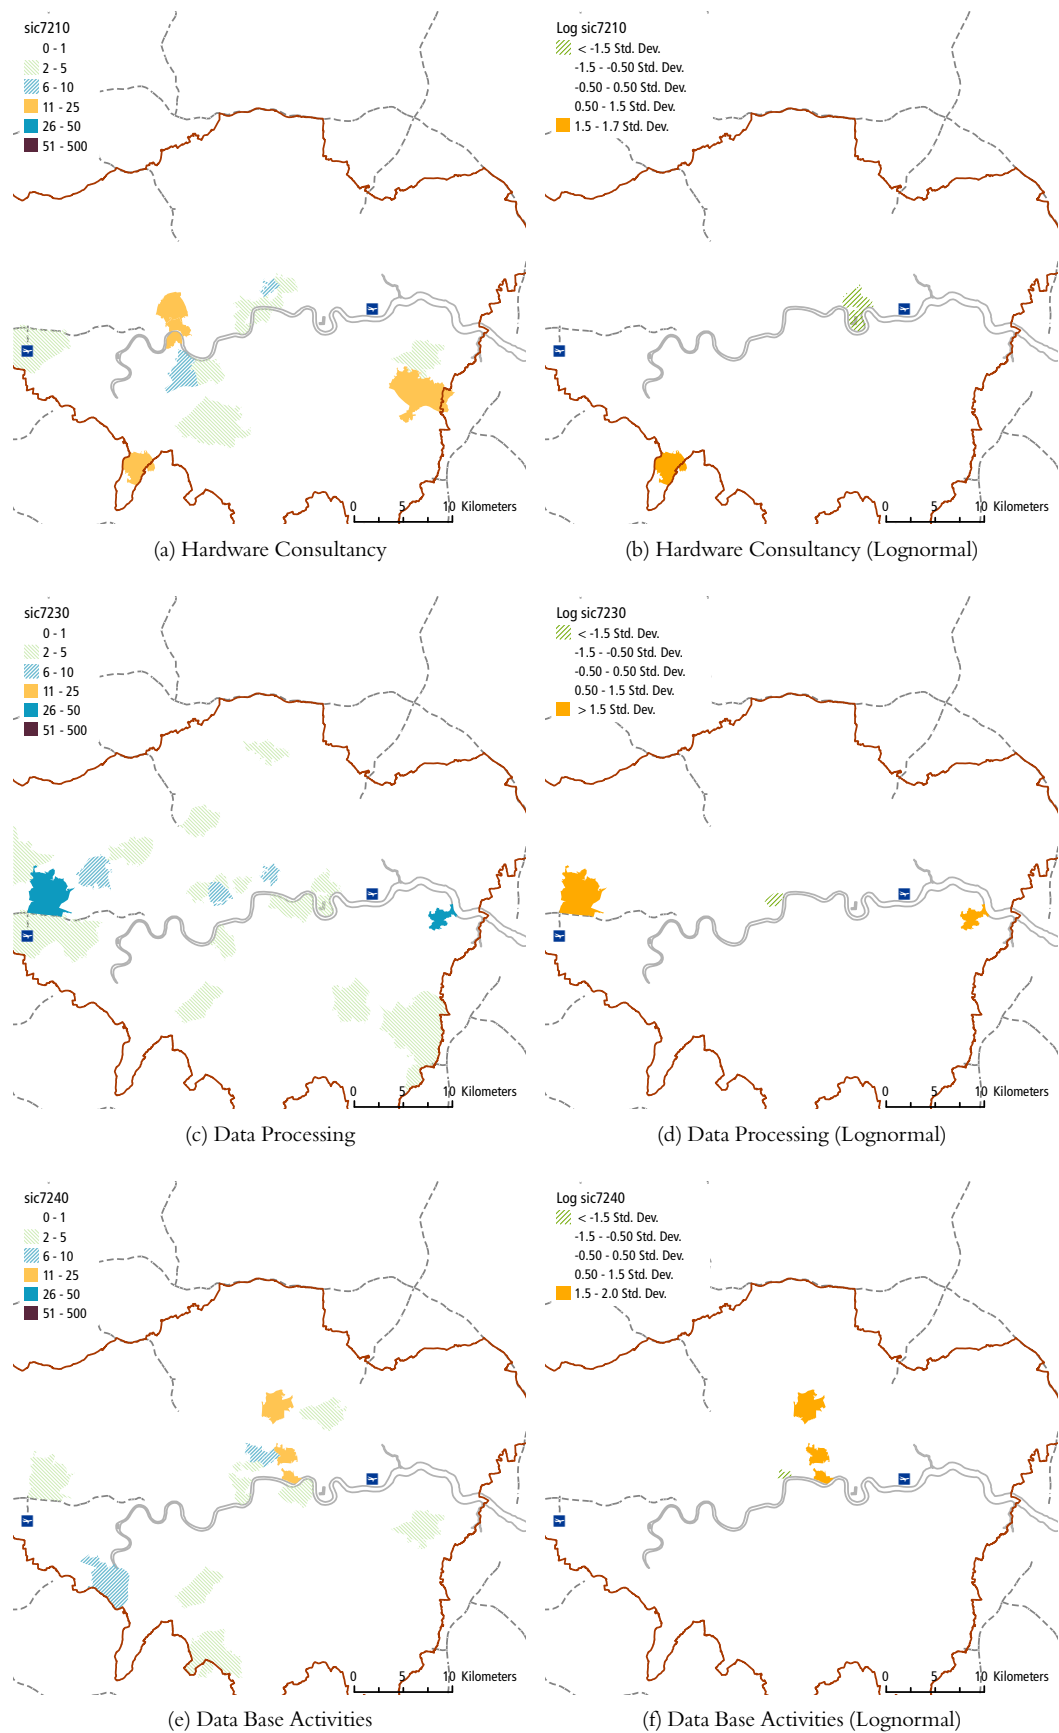 sic7210
0 - 1
2 - 5
6 - 10
11 - 25
26 - 50
51 - 500
0 5 10 Kilometers
(a) Hardware Consultancy
Log sic7210
< -1.5 Std. Dev.
-1.5 - -0.50 Std. Dev.
-0.50 - 0.50 Std. Dev.
0.50 - 1.5 Std. Dev.
1.5 - 1.7 Std. Dev.
0 5 10 Kilometers
(b) Hardware Consultancy (Lognormal)
sic7230
0 - 1
2 - 5
6 - 10
11 - 25
26 - 50
51 - 500
0 5 10 Kilometers
(c) Data Processing
Log sic7230
< -1.5 Std. Dev.
-1.5 - -0.50 Std. Dev.
-0.50 - 0.50 Std. Dev.
0.50 - 1.5 Std. Dev.
> 1.5 Std. Dev.
0 5 10 Kilometers
(d) Data Processing (Lognormal)
sic7240
0 - 1
2 - 5
6 - 10
11 - 25
26 - 50
51 - 500
0 5 10 Kilometers
(e) Data Base Activities
Log sic7240
< -1.5 Std. Dev.
-1.5 - -0.50 Std. Dev.
-0.50 - 0.50 Std. Dev.
0.50 - 1.5 Std. Dev.
1.5 - 2.0 Std. Dev.
0 5 10 Kilometers
(f) Data Base Activities (Lognormal)